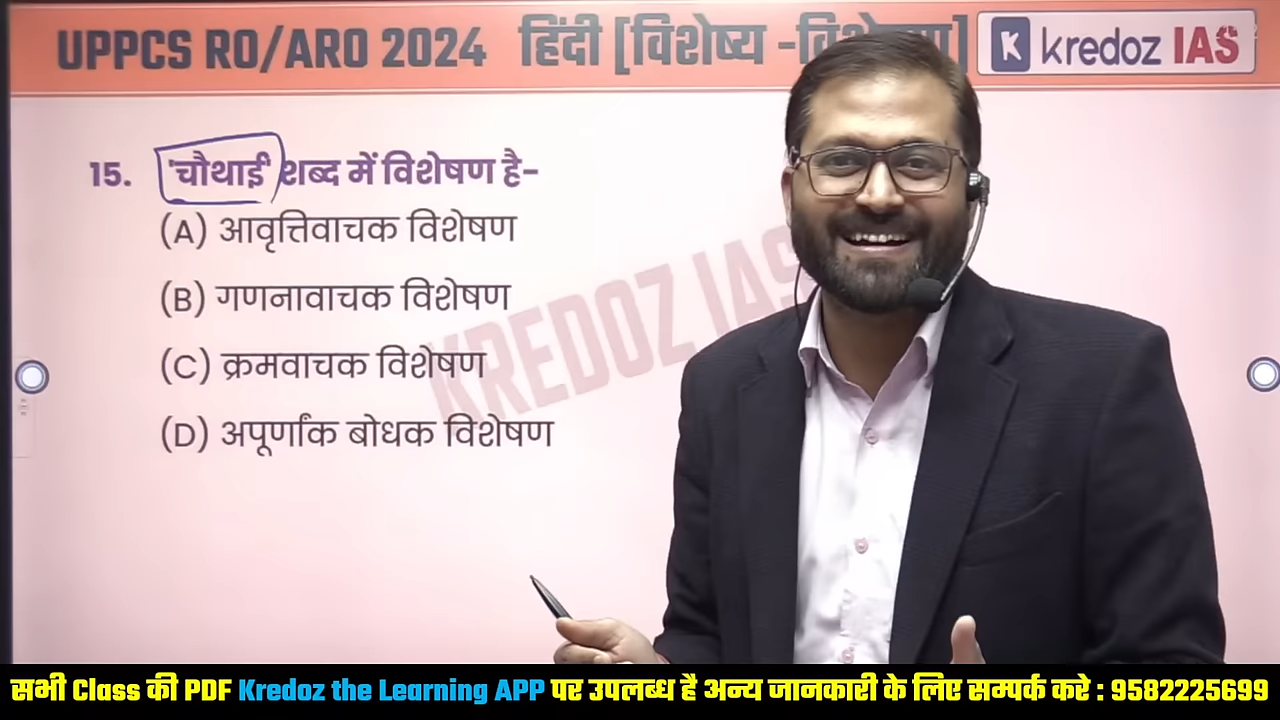 UPPCS RO/ARO 2024 हिंदी [विशेष्य -
kredoz IAS
15. 'चौथाई' शब्द में विशेषण है-
(A) आवृत्तिवाचक विशेषण
(B) गणनावाचक विशेषण
(C) क्रमवाचक विशेषण
(D) अपूर्णांक बोधक विशेषण
KREDOZ IAS
सभी Class की PDF Kredoz the Learning APP पर उपलब्ध है अन्य जानकारी के लिए सम्पर्क करे : 9582225699